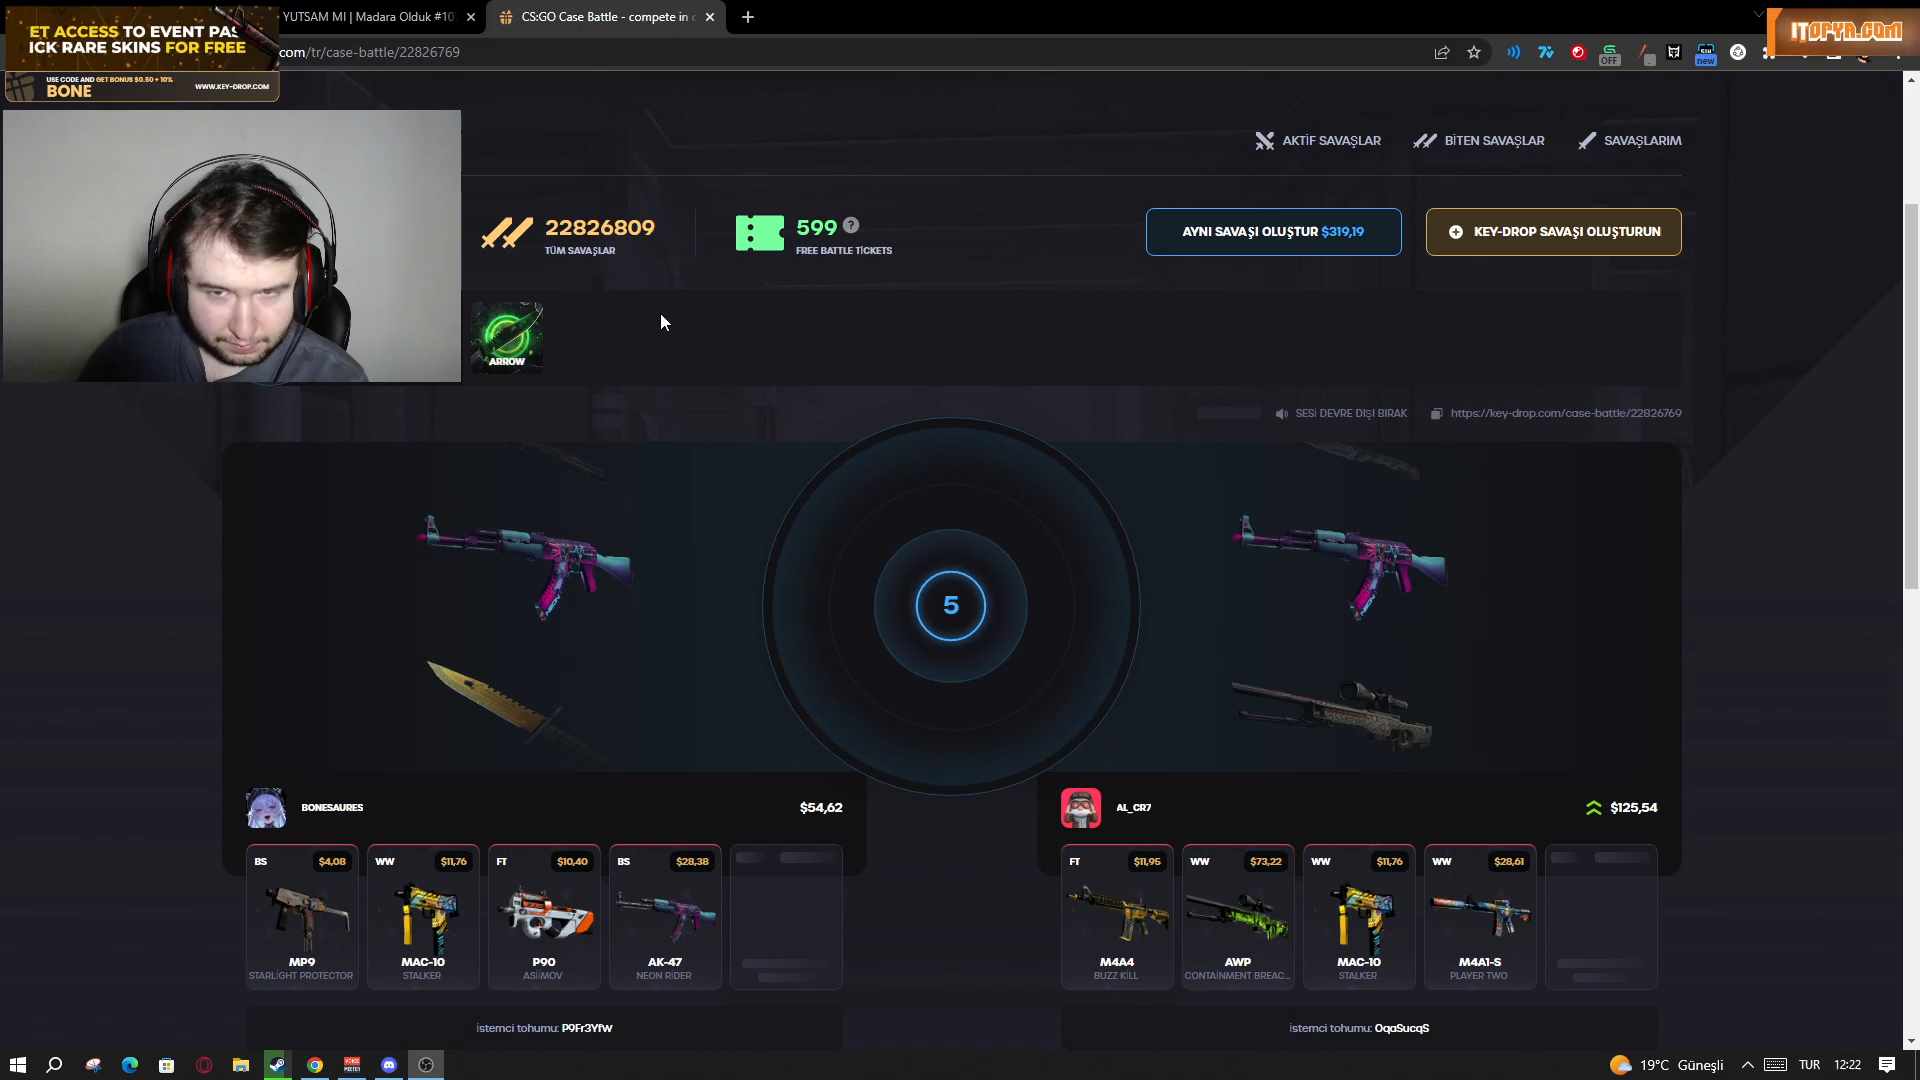 YUTSAM MI | Madara Olduk #10
CS:GO Case Battle - compete in
ET ACCESS TO EVENT PAS
ICK RARE SKINS FOR FREE
USE CODE AND GET BONUS $0.50 + 10%
BONE
WWW.KEY-DROP.COM
com/tr/case-battle/22826769
OFF
new
ITOPYA.COM
AKTİF SAVAŞLAR
BİTEN SAVAŞLAR
SAVAŞLARIM
22826809
TÜM SAVAŞLAR
599 ?
FREE BATTLE TICKETS
AYNI SAVAŞI OLUŞTUR $319,19
KEY-DROP SAVAŞI OLUŞTURUN
ARROW
SESİ DEVRE DIŞI BIRAK
https://key-drop.com/case-battle/22826769
5
BONESAURES
$54,62
AL_CR7
$125,54
BS $4,08
WW $11,76
FT $10,40
BS $28,38
FT $11,95
WW $73,22
WW $11,76
WW $28,61
MP9
MAC-10
P90
AK-47
M4A4
AWP
MAC-10
M4A1-S
STARLIGHT PROTECTOR
STALKER
ASIIMOV
NEON RIDER
BUZZ KILL
CONTAINMENT BREAC...
STALKER
PLAYER TWO
İstemci tohumu: P9Fr3YfW
İstemci tohumu: OqaSucqS
19°C Güneşli
TUR
12:22